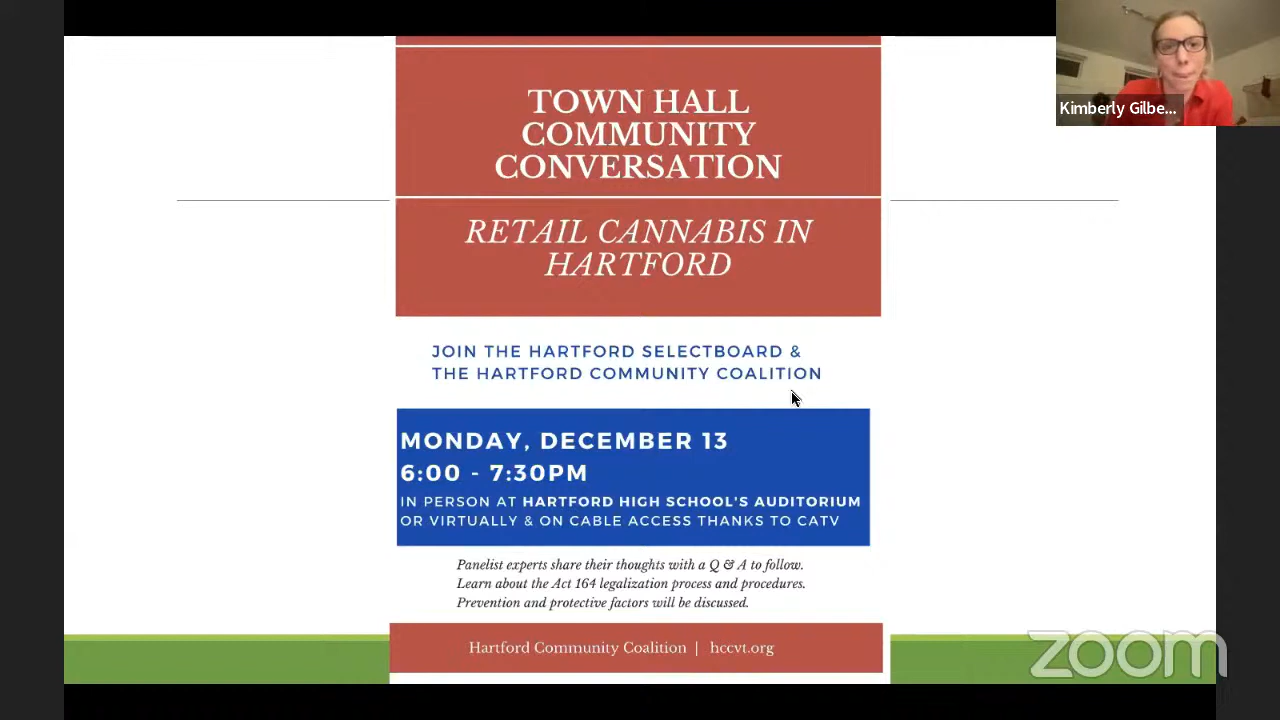 TOWN HALL
COMMUNITY
CONVERSATION
RETAIL CANNABIS IN
HARTFORD
JOIN THE HARTFORD SELECTBOARD &
THE HARTFORD COMMUNITY COALITION
MONDAY, DECEMBER 13
6:00 - 7:30PM
IN PERSON AT HARTFORD HIGH SCHOOL'S AUDITORIUM
OR VIRTUALLY & ON CABLE ACCESS THANKS TO CATV
Panelist experts share their thoughts with a Q & A to follow.
Learn about the Act 164 legalization process and procedures.
Prevention and protective factors will be discussed.
Hartford Community Coalition | hccvt.org
Kimberly Gilbe...
zoom